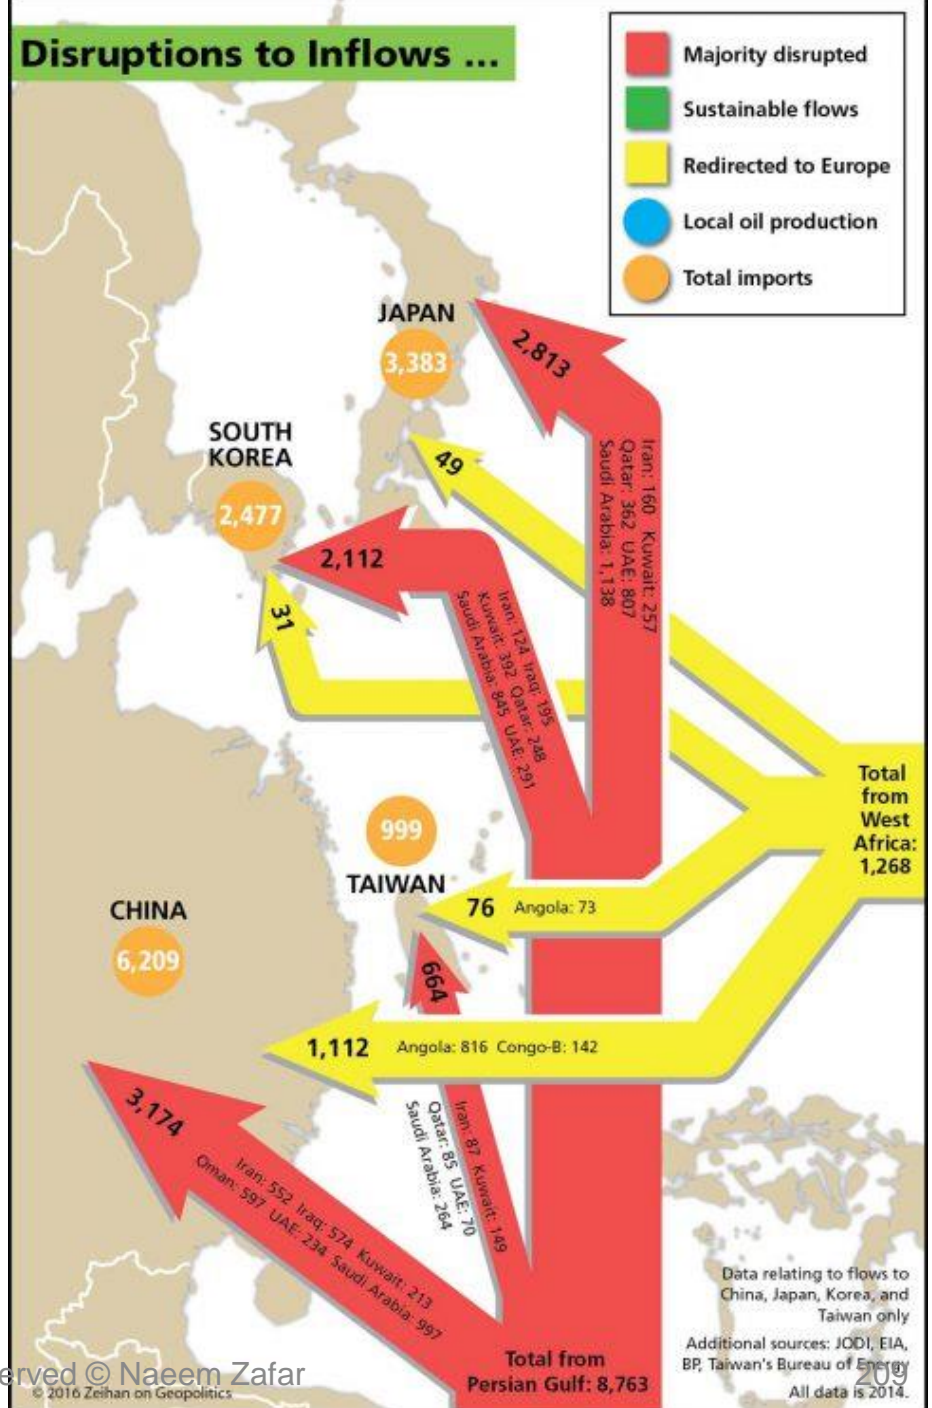 Disruptions to Inflows ...
Majority disrupted
Sustainable flows
Redirected to Europe
Local oil production
Total imports
JAPAN
3,383
2,813
Iran: 160 Kuwait: 257
Qatar: 362 UAE: 807
Saudi Arabia: 1,138
SOUTH
KOREA
2,477
49
2,112
Iran: 124 Iraq: 195
Kuwait: 392 Qatar: 248
Saudi Arabia: 845 UAE: 291
31
Total
from
West
Africa:
1,268
999
TAIWAN
76 Angola: 73
CHINA
6,209
664
1,112 Angola: 816 Congo-B: 142
Iran: 87 Kuwait: 149
Qatar: 85 UAE: 70
Saudi Arabia: 264
3,174
Iran: 552 Iraq: 574 Kuwait: 213
Oman: 597 UAE: 234 Saudi Arabia: 997
Total from
Persian Gulf: 8,763
Data relating to flows to
China, Japan, Korea, and
Taiwan only
Additional sources: JODI, EIA,
BP, Taiwan's Bureau of Energy
All data is 2014.
erved © Naeem Zafar
209
© 2016 Zeihan on Geopolitics